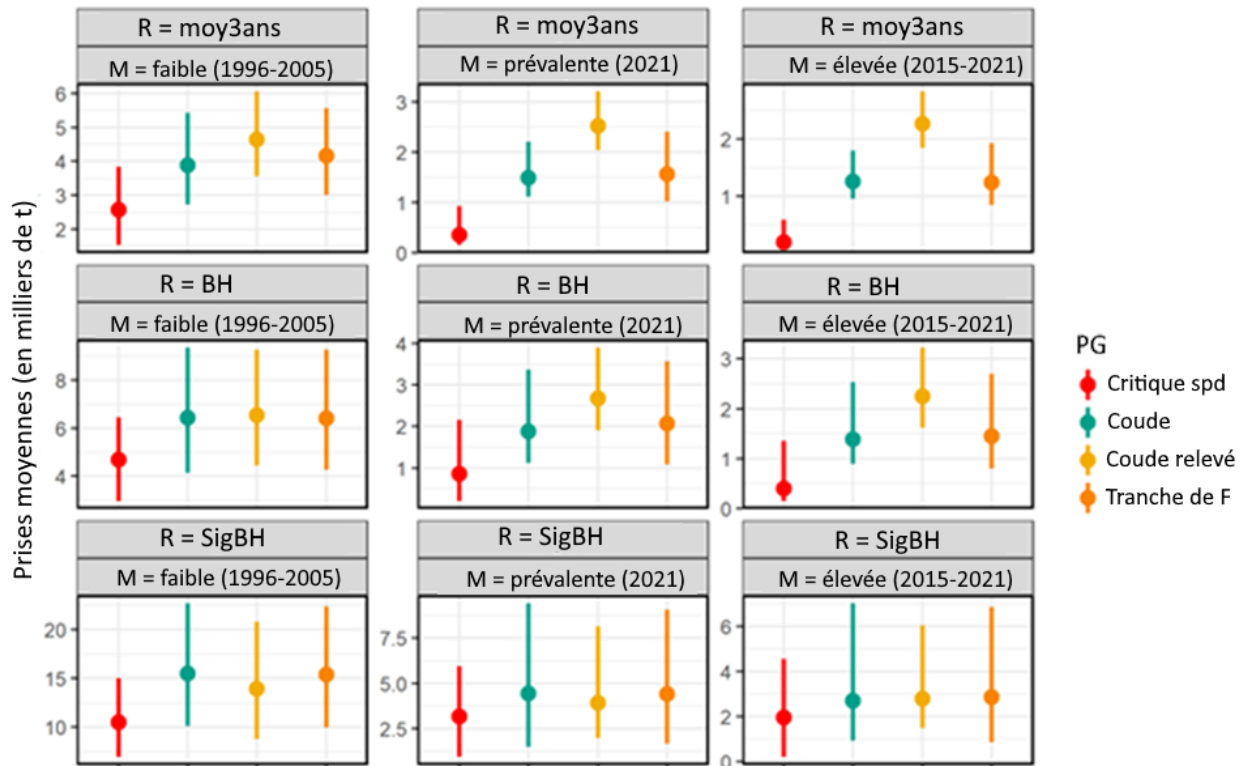 R = moy3ans
M = faible (1996-2005)
6
5
4
3
2
R = moy3ans
M = prévalente (2021)
3
2
1
0
R = moy3ans
M = élevée (2015-2021)
2
1
Prises moyennes (en milliers de t)
R = BH
M = faible (1996-2005)
8
6
4
R = BH
M = prévalente (2021)
4
3
2
1
R = BH
M = élevée (2015-2021)
3
2
1
0
R = SigBH
M = faible (1996-2005)
20
15
10
R = SigBH
M = prévalente (2021)
7.5
5.0
2.5
R = SigBH
M = élevée (2015-2021)
6
4
2
0
PG
Critique spd
Coude
Coude relevé
Tranche de F